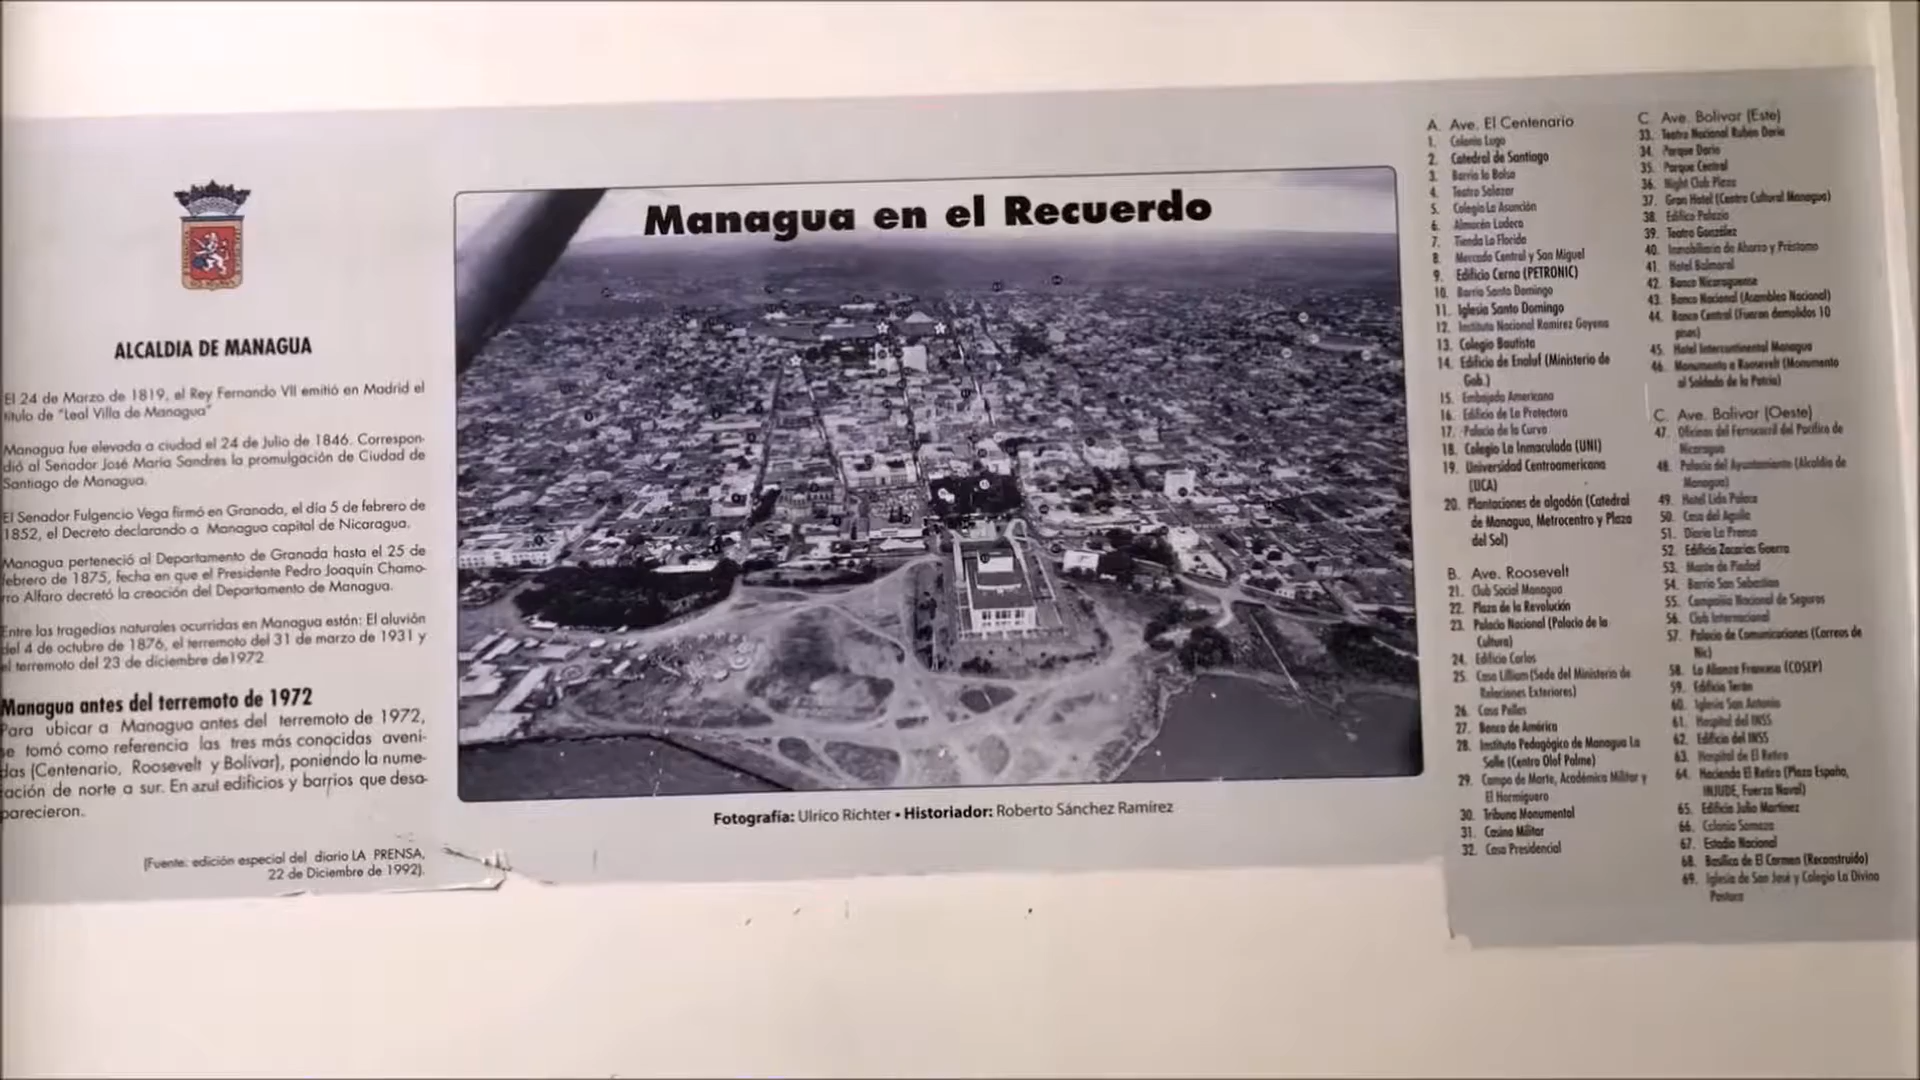 ALCALDIA DE MANAGUA
El 24 de Marzo de 1819, el Rey Fernando VII emitió en Madrid el
título de "Leal Villa de Managua"
Managua fue elevada a ciudad el 24 de Julio de 1846. Correspon-
dió al Senador José María Sandres la promulgación de Ciudad de
Santiago de Managua.
El Senador Fulgencio Vega firmó en Granada, el día 5 de febrero de
1852, el Decreto declarando a Managua capital de Nicaragua.
Managua perteneció al Departamento de Granada hasta el 25 de
febrero de 1875, fecha en que el Presidente Pedro Joaquín Chamo-
rro Alfaro decretó la creación del Departamento de Managua.
Entre las tragedias naturales ocurridas en Managua están: El aluvión
del 4 de octubre de 1876, el terremoto del 31 de marzo de 1931 y
el terremoto del 23 de diciembre de1972
Managua antes del terremoto de 1972
Para ubicar a Managua antes del terremoto de 1972,
se tomó como referencia las tres más conocidas aveni-
das (Centenario, Roosevelt y Bolívar), poniendo la nume-
ración de norte a sur. En azul edificios y barrios que desa-
parecieron.
(Fuente: edición especial del diario LA PRENSA,
22 de Diciembre de 1992).
Managua en el Recuerdo
Fotografía: Ulrico Richter • Historiador: Roberto Sánchez Ramírez
A. Ave. El Centenario
1. Colonia Lugo
2. Catedral de Santiago
3. Barrio la Bolsa
4. Teatro Salazar
5. Colegio La Asunción
6. Almacén Ludeca
7. Tienda La Florida
8. Mercado Central y San Miguel
9. Edificio Cerna (PETRONIC)
10. Barrio Santo Domingo
11. Iglesia Santo Domingo
12. Instituto Nacional Ramirez Goyena
13. Colegio Bautista
14. Edificio de Enaluf (Ministerio de
Gob.)
15. Embajada Americana
16. Edificio de La Protectora
17. Palacio de la Curva
18. Colegio La Inmaculada (UNI)
19. Universidad Centroamericana
(UCA)
20. Plantaciones de algodón (Catedral
de Managua, Metrocentro y Plaza
del Sol)
B. Ave. Roosevelt
21. Club Social Managua
22. Plaza de la Revolución
23. Palacio Nacional (Palacio de la
Cultura)
24. Edificio Carlos
25. Casa Lilliam (Sede del Ministerio de
Relaciones Exteriores)
26. Casa Pellas
27. Banco de América
28. Instituto Pedagógico de Managua La
Salle (Centro Olof Palme)
29. Campo de Marte, Académica Militar y
El Hormiguero
30. Tribuna Monumental
31. Casino Militar
32. Casa Presidencial
C. Ave. Bolivar (Este)
33. Teatro Nacional Rubén Darío
34. Parque Darío
35. Parque Central
36. Night Club Plaza
37. Gran Hotel (Centro Cultural Managua)
38. Edifico Palazio
39. Teatro González
40. Inmobiliaria de Ahorro y Préstamo
41. Hotel Balmoral
42. Banco Nicaraguense
43. Banco Nacional (Asamblea Nacional)
44. Banco Central (Fueron demolidos 10
pisos)
45. Hotel Intercontinental Managua
46. Monumento a Roosevelt (Monumento
al Soldado de la Patria)
C. Ave. Bolivar (Oeste)
47. Oficinas del Ferrocarril del Pacífico de
Nicaragua
48. Palacio del Ayuntamiento (Alcaldía de
Managua)
49. Hotel Lido Palace
50. Casa del Aguila
51. Diario La Prensa
52. Edificio Zacarías Guerra
53. Monte de Piedad
54. Barrio San Sebastian
55. Compañía Nacional de Seguros
56. Club Internacional
57. Palacio de Comunicaciones (Correos de
Nic)
58. La Alianza Francesa (COSEP)
59. Edificio Terán
60. Iglesia San Antonio
61. Hospital del INSS
62. Edificio del INSS
63. Hospital de El Retiro
64. Hacienda El Retiro (Plaza España,
INJUDE, Fuerza Naval)
65. Edificio Julio Martínez
66. Colonia Somoza
67. Estadio Nacional
68. Basílica de El Carmen (Reconstruido)
69. Iglesia de San José y Colegio La Divina
Pastora